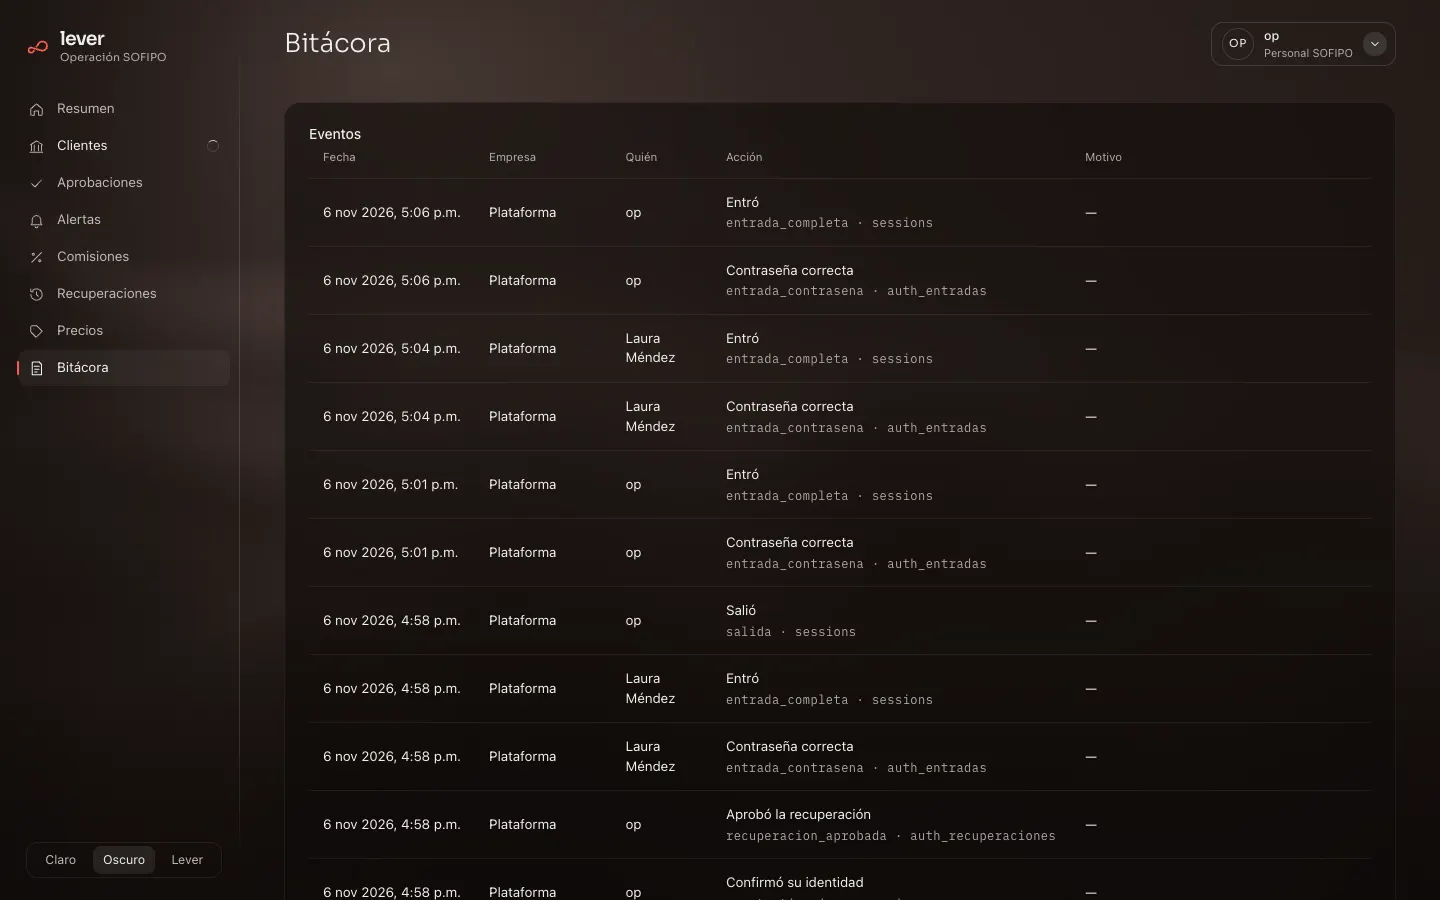 lever
Operación SOFIPO
Resumen
Clientes
Aprobaciones
Alertas
Comisiones
Recuperaciones
Precios
Bitácora
Claro Oscuro Lever
Bitácora
OP
op
Personal SOFIPO
Eventos
Fecha Empresa Quién Acción Motivo
6 nov 2026, 5:06 p.m. Plataforma op Entró —
entrada_completa · sessions
6 nov 2026, 5:06 p.m. Plataforma op Contraseña correcta —
entrada_contrasena · auth_entradas
6 nov 2026, 5:04 p.m. Plataforma Laura Méndez Entró —
entrada_completa · sessions
6 nov 2026, 5:04 p.m. Plataforma Laura Méndez Contraseña correcta —
entrada_contrasena · auth_entradas
6 nov 2026, 5:01 p.m. Plataforma op Entró —
entrada_completa · sessions
6 nov 2026, 5:01 p.m. Plataforma op Contraseña correcta —
entrada_contrasena · auth_entradas
6 nov 2026, 4:58 p.m. Plataforma op Salió —
salida · sessions
6 nov 2026, 4:58 p.m. Plataforma Laura Méndez Entró —
entrada_completa · sessions
6 nov 2026, 4:58 p.m. Plataforma Laura Méndez Contraseña correcta —
entrada_contrasena · auth_entradas
6 nov 2026, 4:58 p.m. Plataforma op Aprobó la recuperación —
recuperacion_aprobada · auth_recuperaciones
6 nov 2026, 4:58 p.m. Plataforma op Confirmó su identidad —